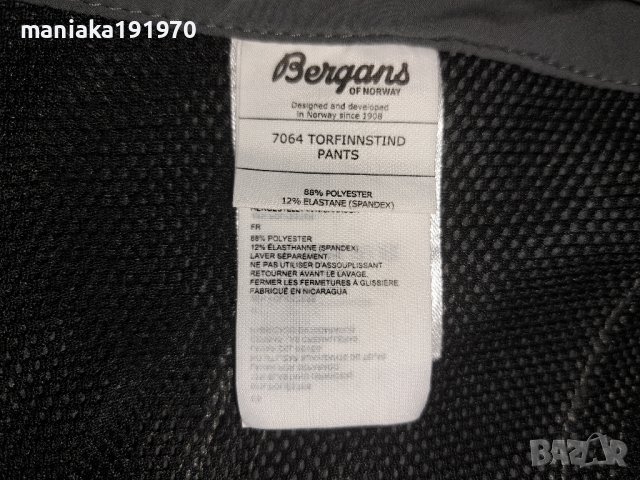 maniaka191970
Bergans
OF NORWAY
Designed and developed
in Norway since 1908
7064 TORFINNSTIND
PANTS
88% POLYESTER
12% ELASTANE (SPANDEX)
FR
88% POLYESTER
12% ÉLASTHANNE (SPANDEX)
LAVER SÉPARÉMENT.
NE PAS UTILISER D'ASSOUPLISSANT
RETOURNER AVANT LE LAVAGE.
FERMER LES FERMETURES À GLISSIÈRE
FABRIQUÉ EN NICARAGUA
BAZAR